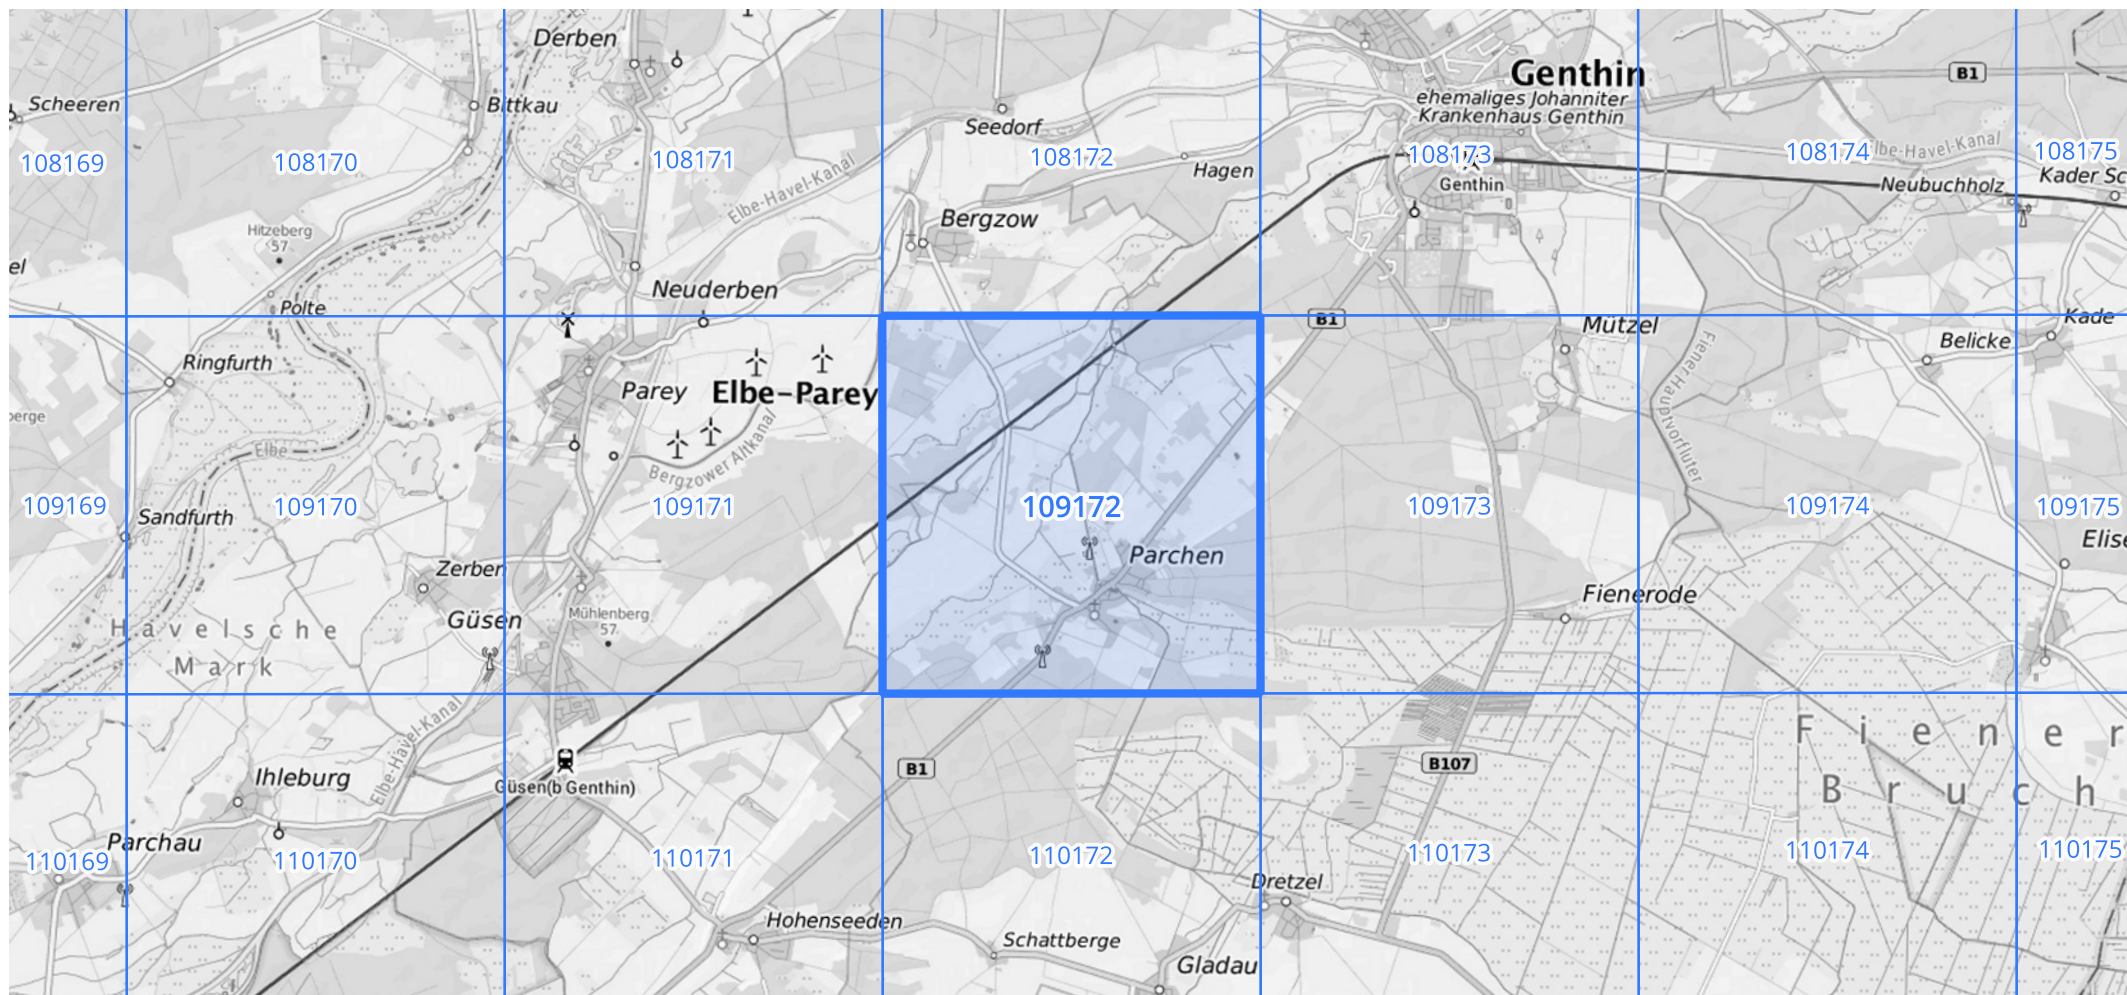 Derben
Genthin
B1
Scheeren
Bittkau
ehemaliges Johanniter
Krankenhaus Genthin
Seedorf
108169
108170
108171
108172
108173
108174
108175
Elbe-Havel-Kanal
Elbe-Havel-Kanal
Hagen
Genthin
Neubuchholz
Kader Sc
Hitzeberg
57
Bergzow
el
Neuderben
Polte
B1
Mützel
Kade
Belicke
Ringfurth
Parey
Elbe-Parey
Fiener Hauptvorfluter
berge
Elbe
Bergzower Altkanal
109169
109170
109171
109172
109173
109174
109175
Sandfurth
Elise
Parchen
Zerben
Fienerode
Güsen
Mühlenberg
57
Havelsche
Mark
Elbe-Havel-Kanal
Fiener
Bruch
B1
B107
Ihleburg
Güsen(b Genthin)
Parchau
110169
110170
110171
110172
110173
110174
110175
Dretzel
Hohenseeden
Schattberge
Gladau